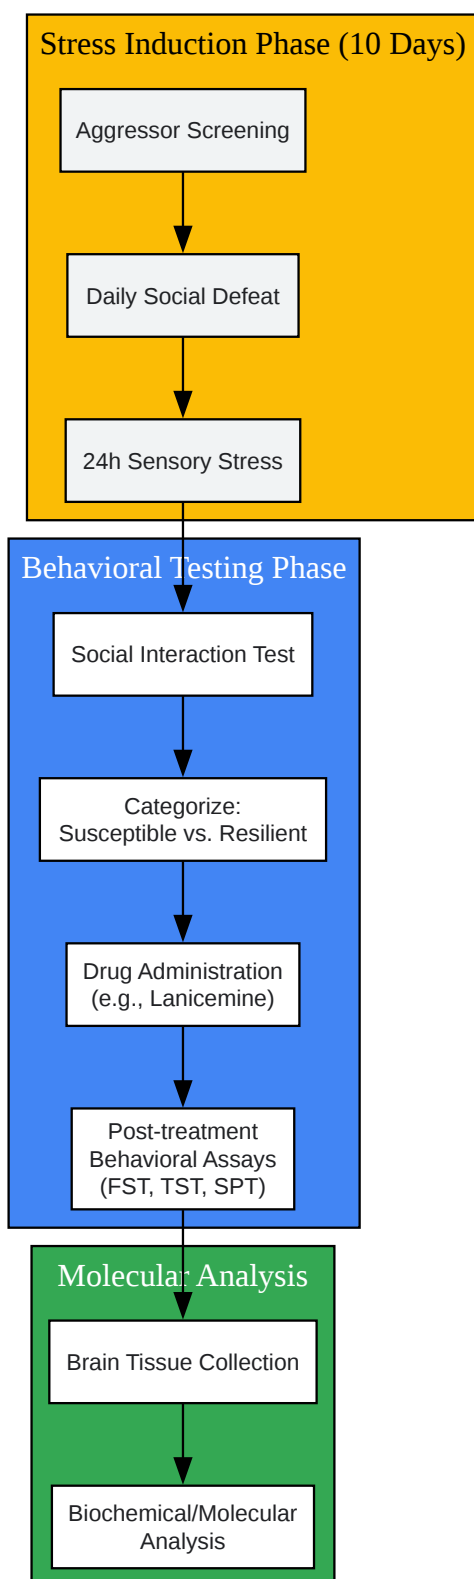 Stress Induction Phase (10 Days)
Aggressor Screening
Daily Social Defeat
24h Sensory Stress
Behavioral Testing Phase
Social Interaction Test
Categorize:
Susceptible vs. Resilient
Drug Administration
(e.g., Lanicemine)
Post-treatment
Behavioral Assays
(FST, TST, SPT)
Molecular Analysis
Brain Tissue Collection
Biochemical/Molecular
Analysis